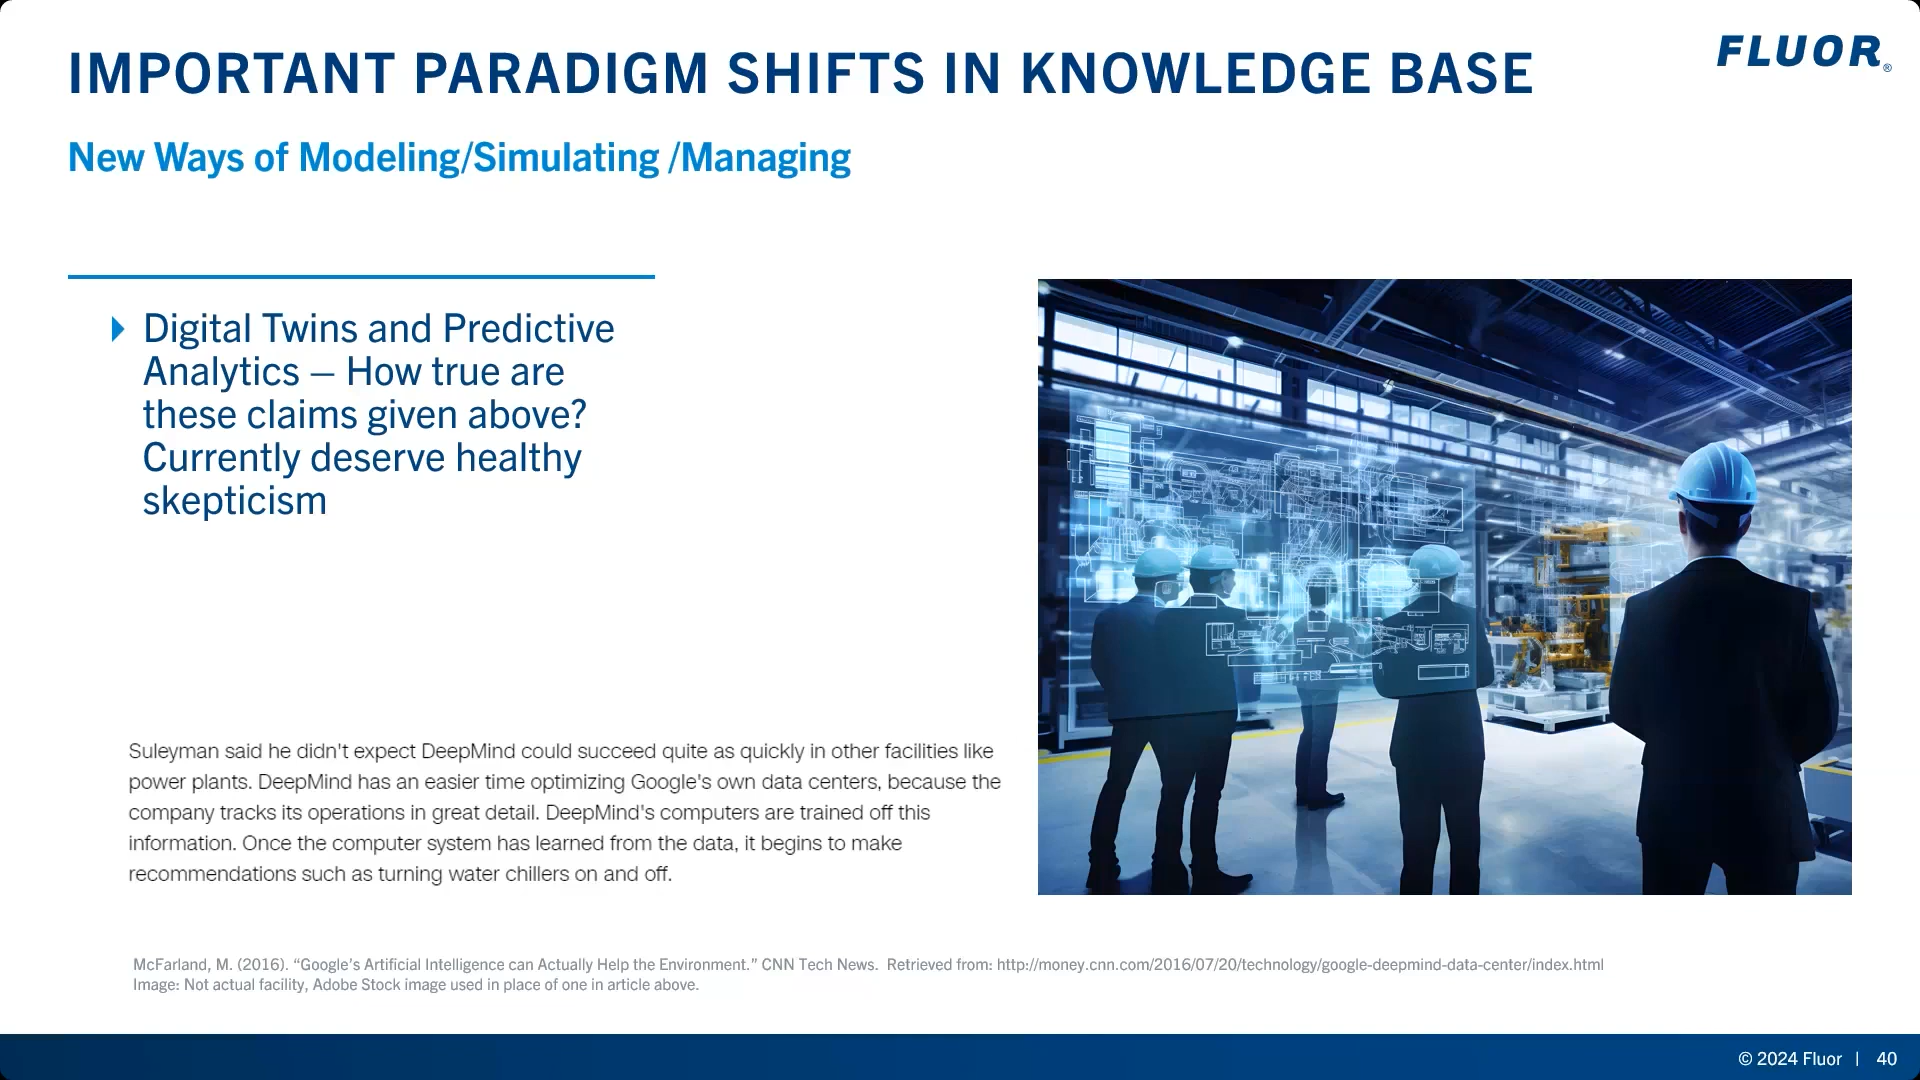 IMPORTANT PARADIGM SHIFTS IN KNOWLEDGE BASE
FLUOR®
New Ways of Modeling/Simulating /Managing
Digital Twins and Predictive
Analytics – How true are
these claims given above?
Currently deserve healthy
skepticism
Suleyman said he didn't expect DeepMind could succeed quite as quickly in other facilities like
power plants. DeepMind has an easier time optimizing Google's own data centers, because the
company tracks its operations in great detail. DeepMind's computers are trained off this
information. Once the computer system has learned from the data, it begins to make
recommendations such as turning water chillers on and off.
McFarland, M. (2016). “Google’s Artificial Intelligence can Actually Help the Environment.” CNN Tech News. Retrieved from: http://money.cnn.com/2016/07/20/technology/google-deepmind-data-center/index.html
Image: Not actual facility, Adobe Stock image used in place of one in article above.
© 2024 Fluor | 40